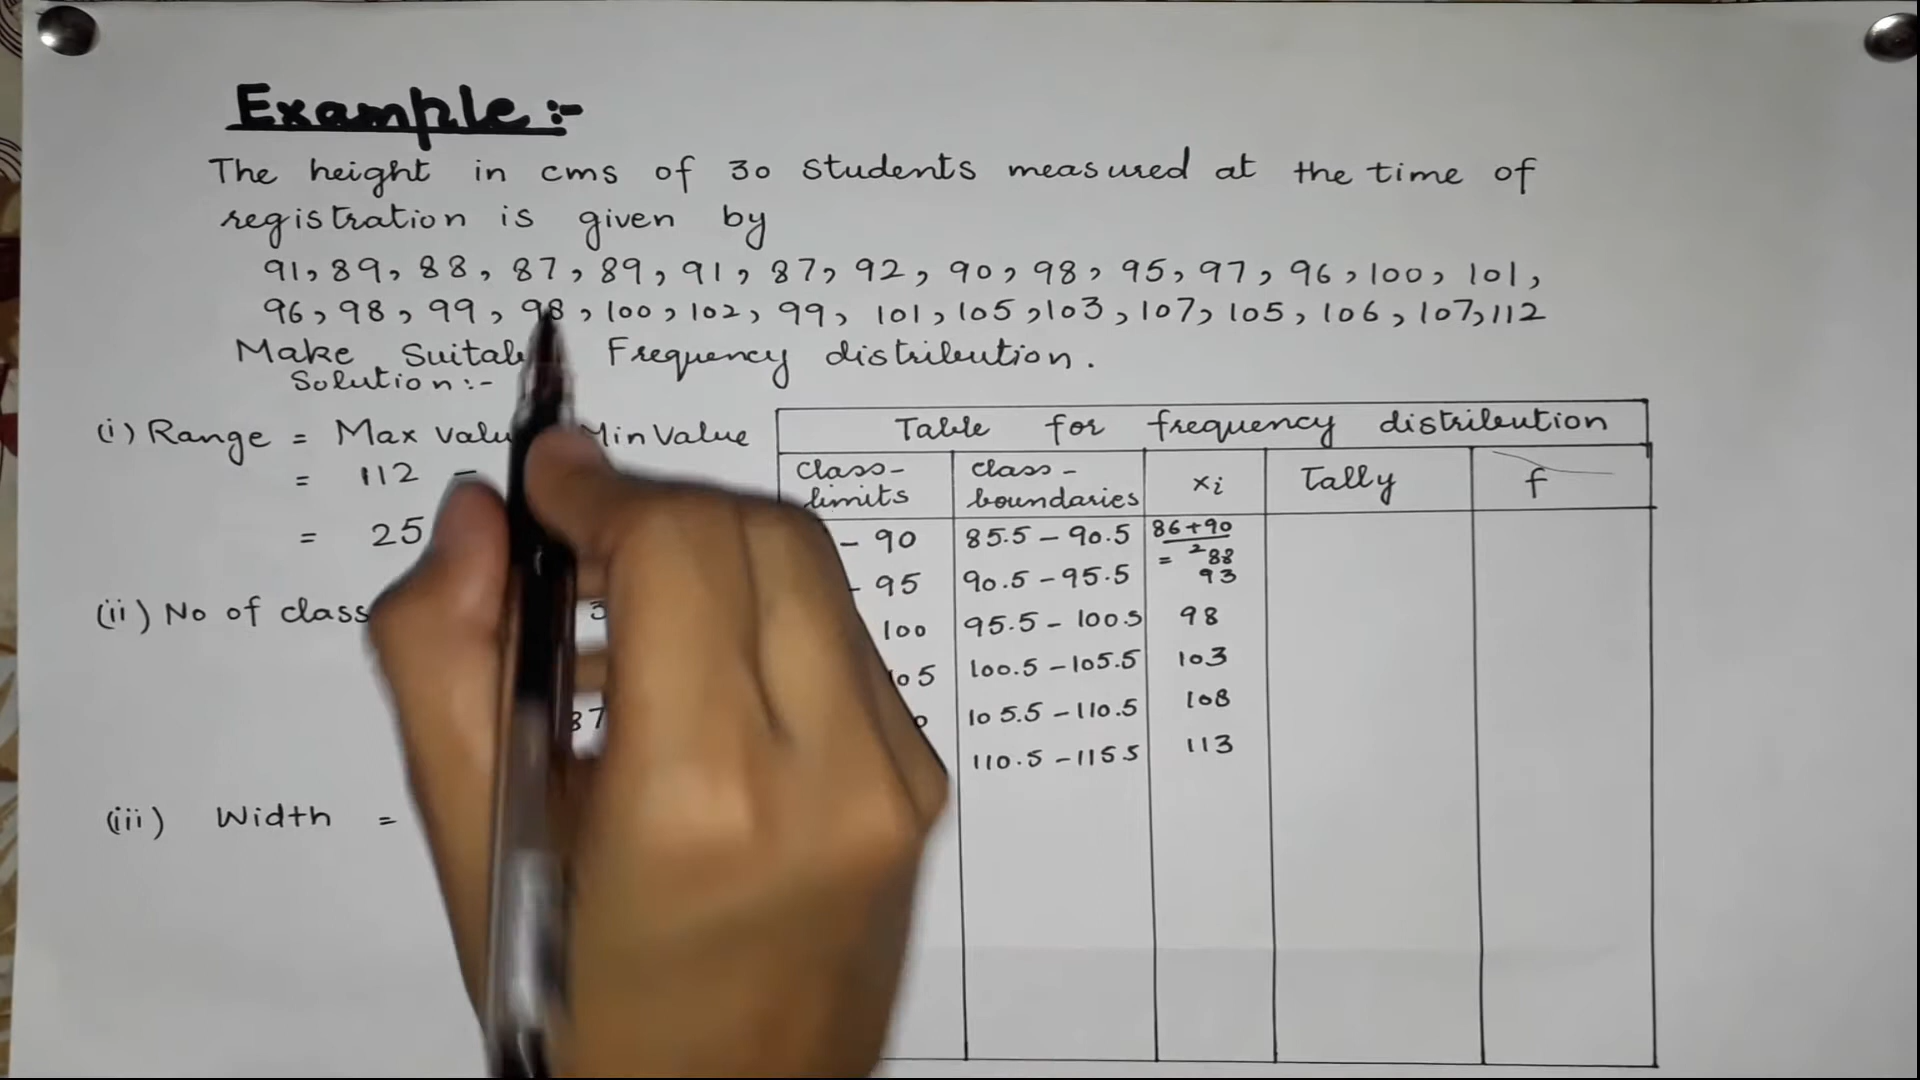 Example:-
The height in cms of 30 students measured at the time of
registration is given by
91, 89, 88, 87, 89, 91, 87, 92, 90, 98, 95, 97, 96, 100, 101,
96, 98, 99, 98, 100, 102, 99, 101, 105, 103, 107, 105, 106, 107, 112
Make Frequency distribution.
Solution:-
(i) Range = Max Min Value
= 112 -
= 25
(ii) No of
(iii) Width =
Table for frequency distribution
class-limits class-boundaries xi Tally f
- 90 85.5 - 90.5 86+90
2
= 88
- 95 90.5 - 95.5 93
100 95.5 - 100.5 98
100.5 - 105.5 103
105.5 - 110.5 108
110.5 - 115.5 113